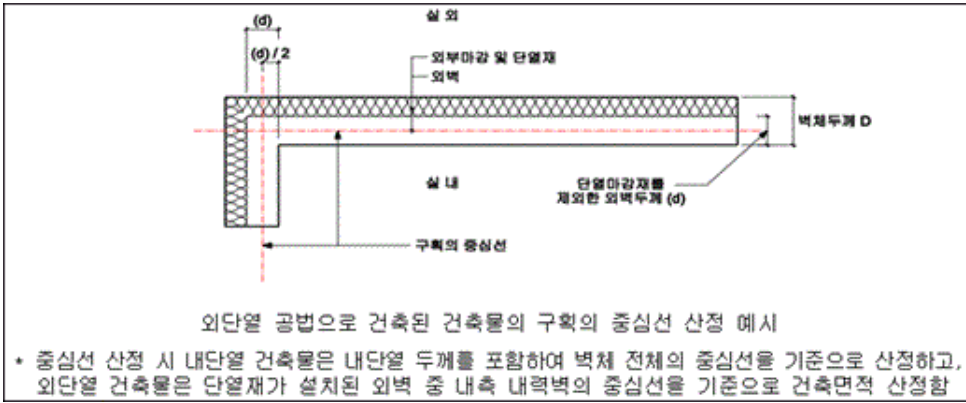 실 외
(d)
(d) / 2
외부마감 및 단열재
외벽
벽체두께 D
실 내
단열마감재를
제외한 외벽두께 (d)
구획의 중심선
외단열 공법으로 건축된 건축물의 구획의 중심선 산정 예시
* 중심선 산정 시 내단열 건축물은 내단열 두께를 포함하여 벽체 전체의 중심선을 기준으로 산정하고,
외단열 건축물은 단열재가 설치된 외벽 중 내측 내력벽의 중심선을 기준으로 건축면적 산정함